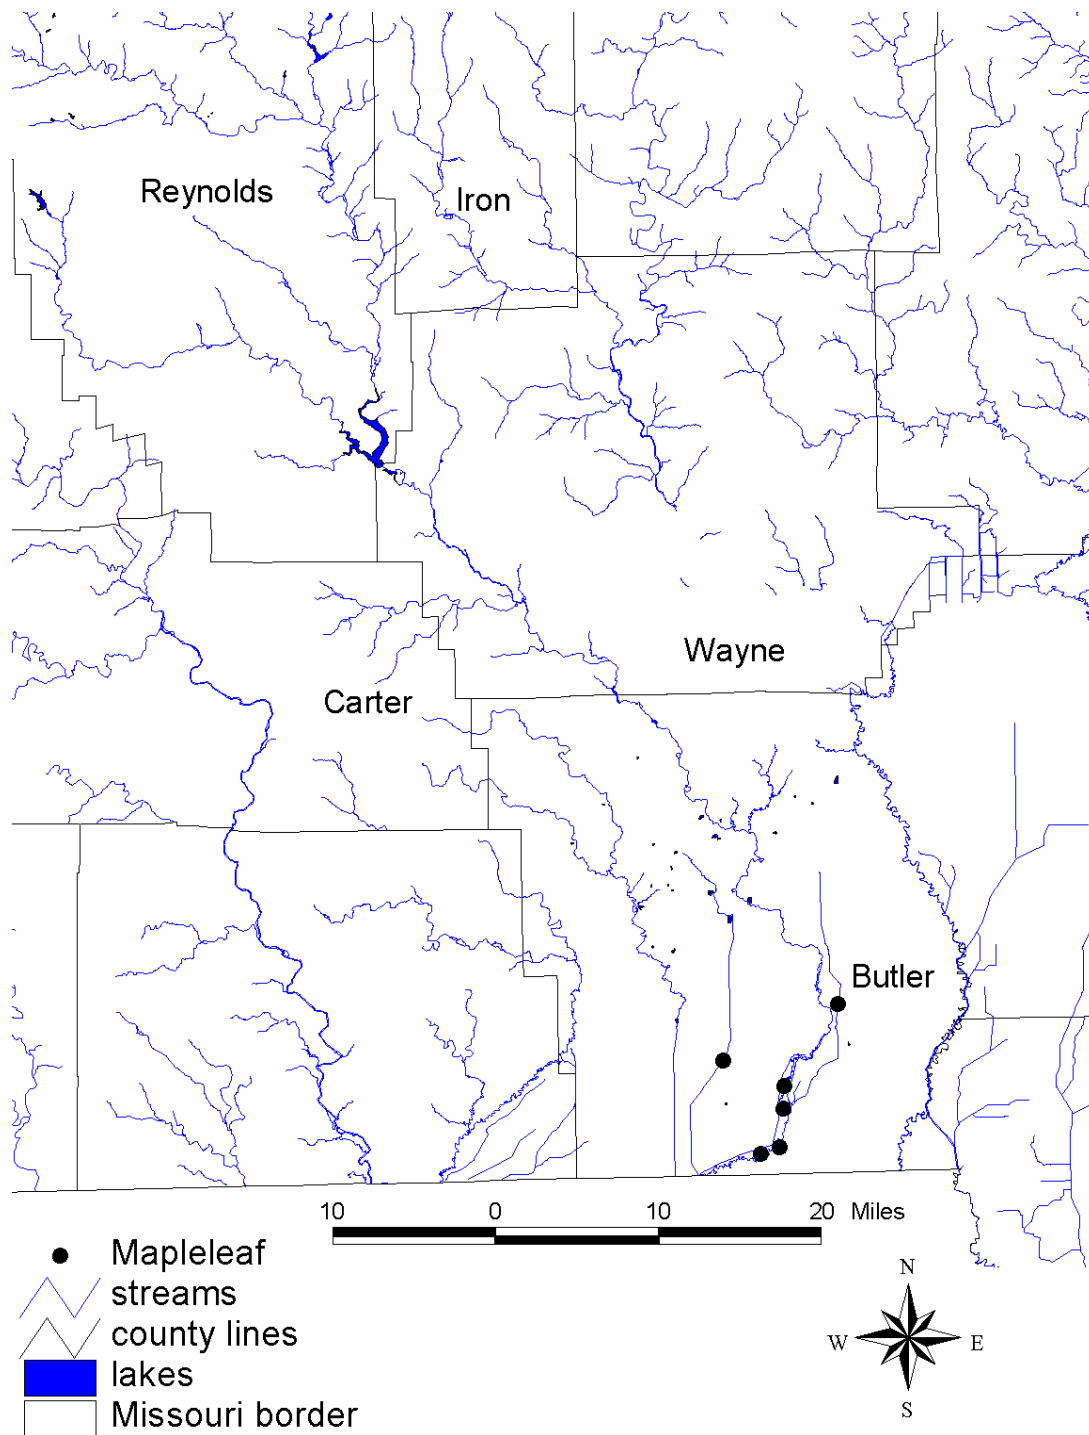 Reynolds
Iron
Wayne
Carter
Butler
10 0 10 20 Miles
Mapleleaf
streams
county lines
lakes
Missouri border
N
W E
S